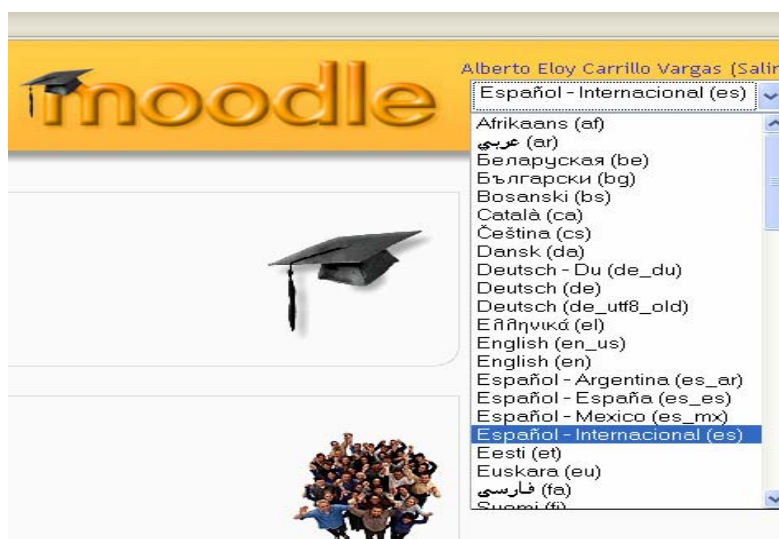 moodle
Alberto Eloy Carrillo Vargas (Salir
Español - Internacional (es)
Afrikaans (af)
عربي (ar)
Беларуская (be)
Български (bg)
Bosanski (bs)
Català (ca)
Čeština (cs)
Dansk (da)
Deutsch - Du (de_du)
Deutsch (de)
Deutsch (de_utf8_old)
Ελληνικά (el)
English (en_us)
English (en)
Español - Argentina (es_ar)
Español - España (es_es)
Español - Mexico (es_mx)
Español - Internacional (es)
Eesti (et)
Euskara (eu)
فارسی (fa)
Suomi (fi)